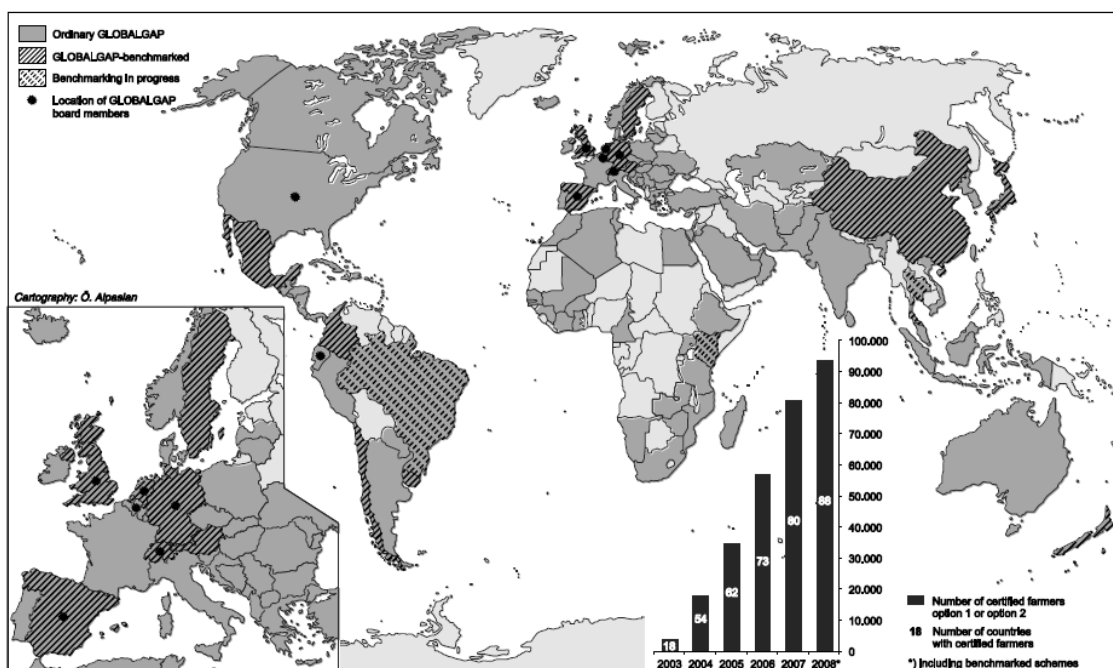 Ordinary GLOBALGAP
GLOBALGAP-benchmarked
Benchmarking in progress
Location of GLOBALGAP
board members
Cartography: Ö. Alpaslan
100.000
90.000
80.000
70.000
60.000
50.000
40.000
30.000
20.000
10.000
0
18
54
62
73
80
88
2003 2004 2005 2006 2007 2008*
Number of certified farmers
option 1 or option 2
18 Number of countries
with certified farmers
*) including benchmarked schemes